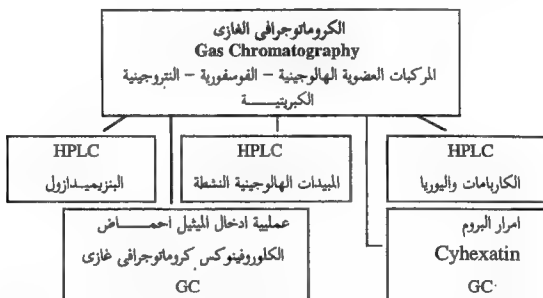 الكروماتوجرافى الغازى
Gas Chromatography
المركبات العضوية الهالوجينية – الفوسفورية – النتروجينية
الكبريتيـــــة
HPLC
البنزيميـدازول
HPLC
المبيدات الهالوجينية النشطة
HPLC
الكاربامات واليوريا
عملية ادخال الميثيل احمـــاض
الكلوروفينوكس كروماتوجرافى غازى
GC
امرار البروم
Cyhexatin
GC